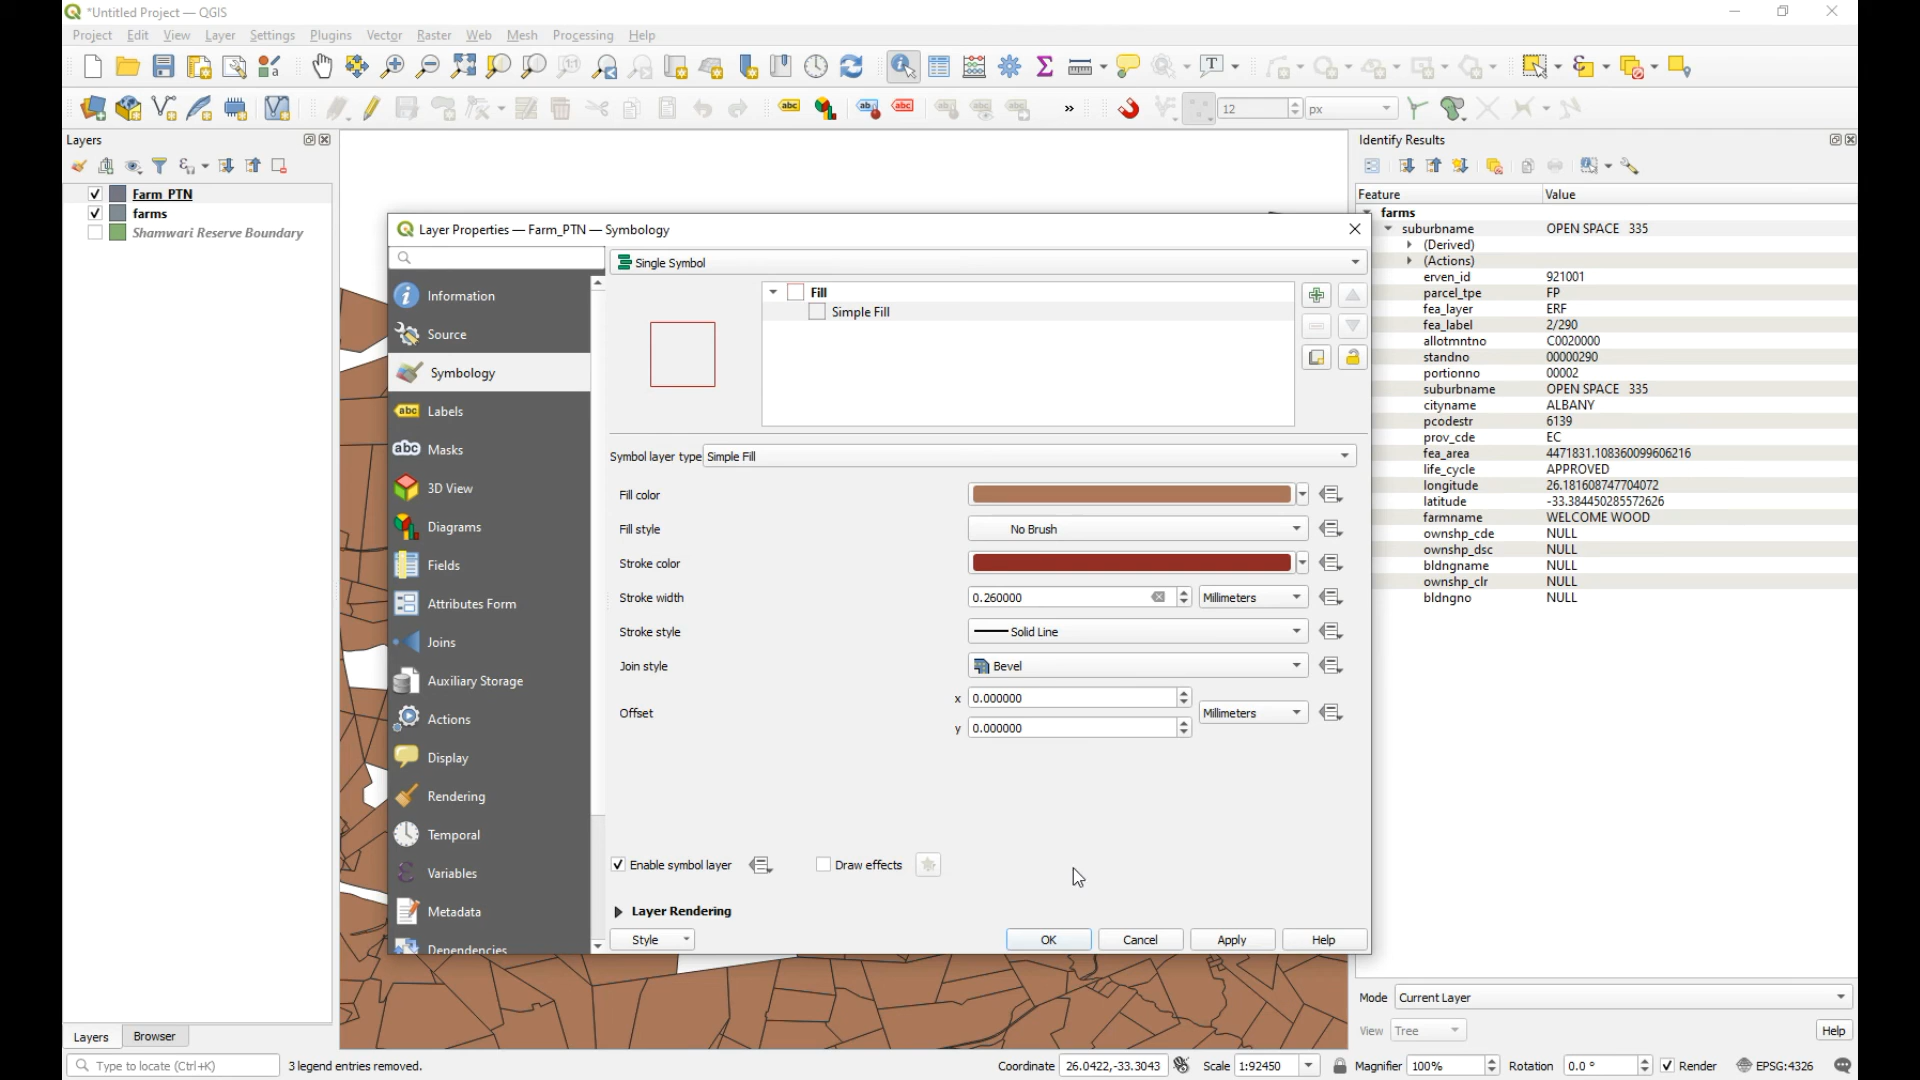 *Untitled Project — QGIS
Project Edit View Layer Settings Plugins Vector Raster Web Mesh Processing Help
12 px
Layers
Farm_PTN
farms
Shamwari Reserve Boundary
Layers Browser
Layer Properties — Farm_PTN — Symbology
Information
Source
Symbology
Labels
Masks
3D View
Diagrams
Fields
Attributes Form
Joins
Auxiliary Storage
Actions
Display
Rendering
Temporal
Variables
Metadata
Dependencies
Single Symbol
Fill
Simple Fill
Symbol layer type Simple Fill
Fill color
Fill style No Brush
Stroke color
Stroke width 0.260000 Millimeters
Stroke style Solid Line
Join style Bevel
Offset x 0.000000 Millimeters
y 0.000000
Enable symbol layer Draw effects
Layer Rendering
Style OK Cancel Apply Help
Identify Results
Feature Value
farms
suburbname OPEN SPACE 335
(Derived)
(Actions)
erven_id 921001
parcel_tpe FP
fea_layer ERF
fea_label 2/290
allotmntno C0020000
standno 00000290
portionno 00002
suburbname OPEN SPACE 335
cityname ALBANY
pcodestr 6139
prov_cde EC
fea_area 4471831.108360099606216
life_cycle APPROVED
longitude 26.181608747704072
latitude -33.384450285572626
farmname WELCOME WOOD
ownshp_cde NULL
ownshp_dsc NULL
bldngname NULL
ownshp_clr NULL
bldngno NULL
Mode Current Layer
View Tree Help
Type to locate (Ctrl+K) 3 legend entries removed. Coordinate 26.0422,-33.3043 Scale 1:92450 Magnifier 100% Rotation 0.0 ° Render EPSG:4326